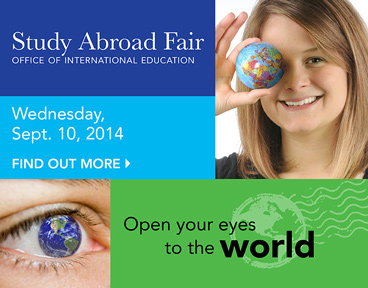 Study Abroad Fair
OFFICE OF INTERNATIONAL EDUCATION
Wednesday,
Sept. 10, 2014
FIND OUT MORE
Open your eyes
to the world